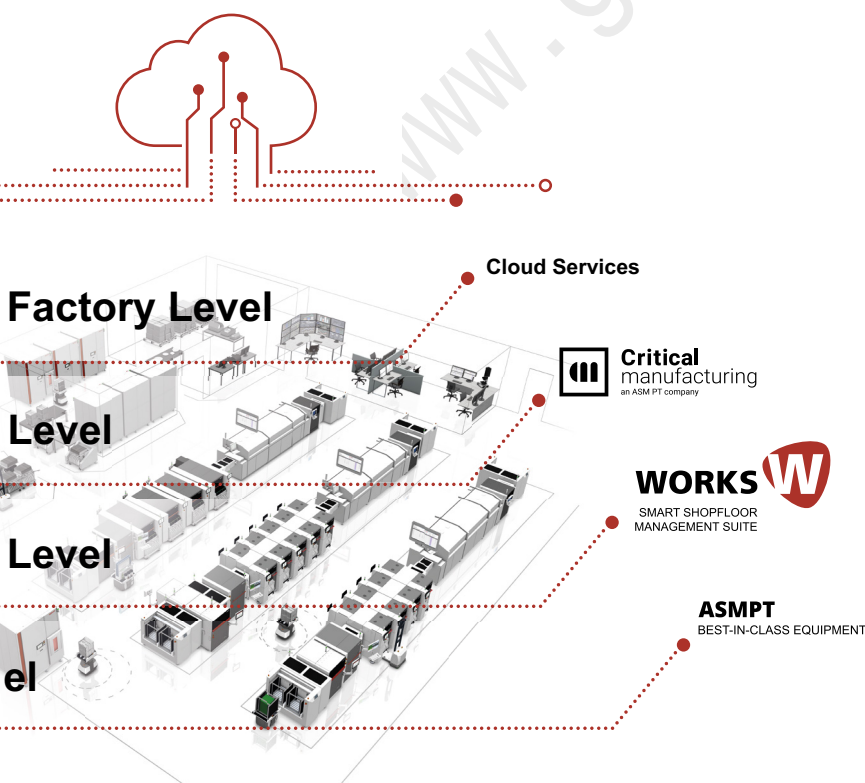 Cloud Services
Factory Level
Critical
manufacturing
an ASM PT company
Level
WORKS
W
SMART SHOPFLOOR
MANAGEMENT SUITE
Level
ASMPT
BEST-IN-CLASS EQUIPMENT
el